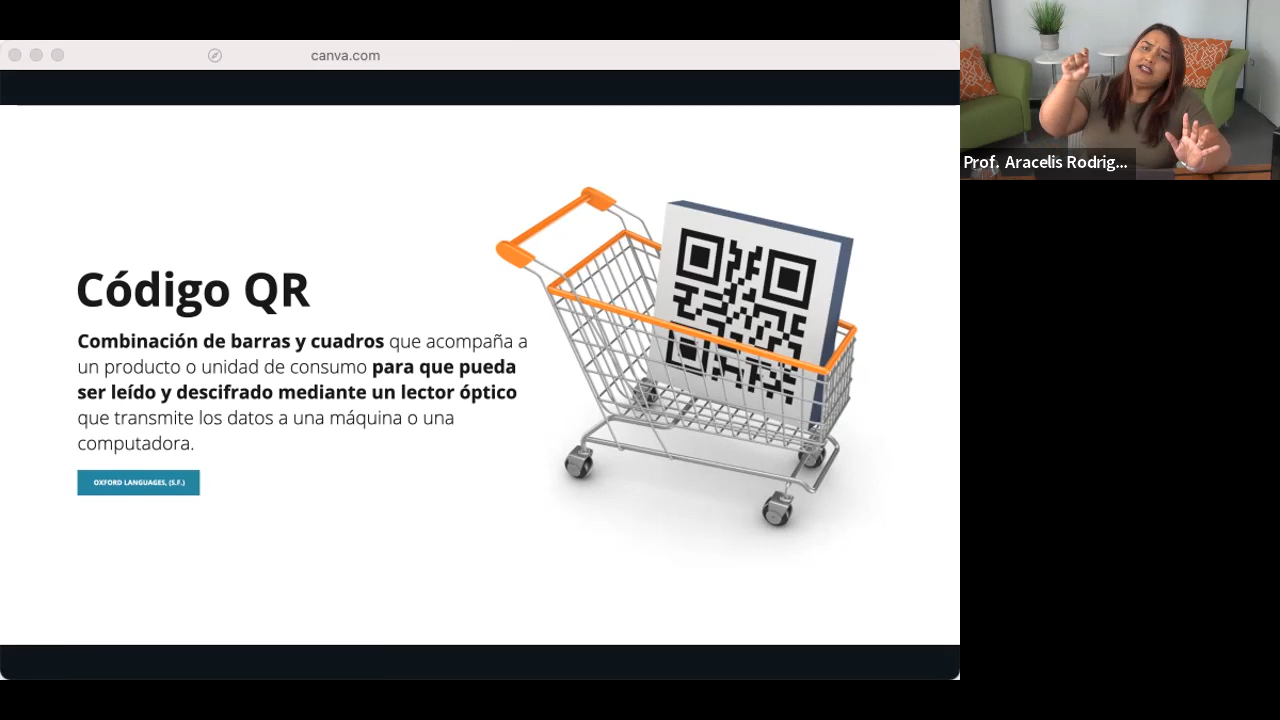 canva.com
Prof. Aracelis Rodrig...
Código QR
Combinación de barras y cuadros que acompaña a
un producto o unidad de consumo para que pueda
ser leído y descifrado mediante un lector óptico
que transmite los datos a una máquina o una
computadora.
OXFORD LANGUAGES, (S.F.)